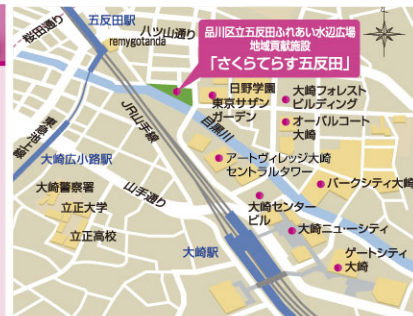 五反田駅
桜田通り
remygotanda
八ツ山通り
品川区立五反田ふれあい水辺広場
地域貢献施設
「さくらてらす五反田」
日野学園
東京サザン
ガーデン
大崎フォレスト
ビルディング
オーバルコート
大崎
目黒川
JR山手線
東急池上線
大崎広小路駅
アートヴィレッジ大崎
セントラルタワー
パークシティ大崎
大崎警察署
立正大学
立正高校
山手通り
大崎センター
ビル
大崎ニュー・シティ
大崎駅
ゲートシティ
大崎